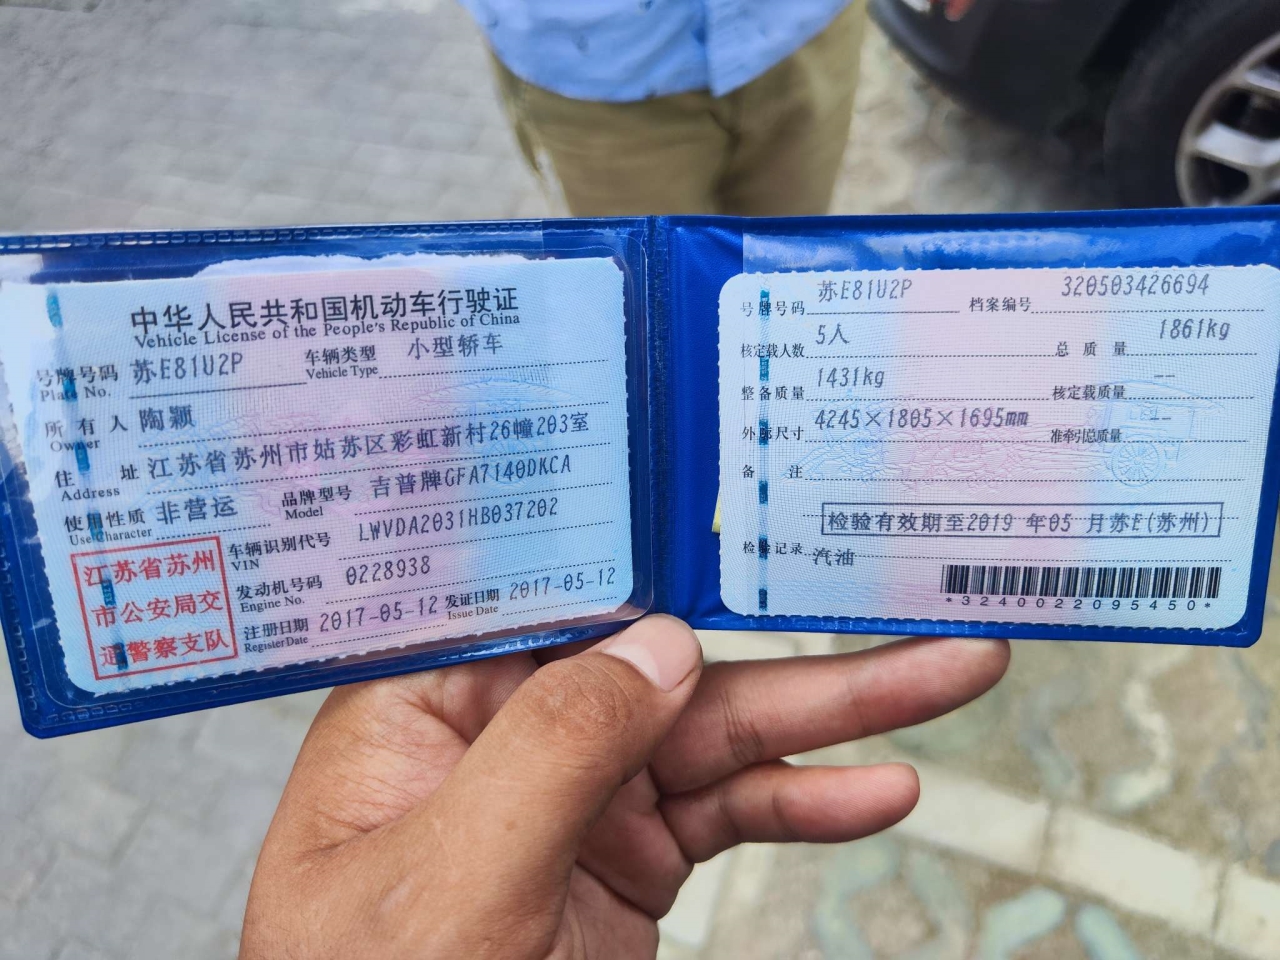 中华人民共和国机动车行驶证
Vehicle License of the People's Republic of China
号牌号码 苏E81U2P 车辆类型 小型轿车
Plate No. Vehicle Type
所有人 陶颖
Owner
住址 江苏省苏州市姑苏区彩虹新村26幢203室
Address
使用性质 非营运 品牌型号 吉普牌GFA7140DKCA
Use Character Model
车辆识别代号 LWVDA2031HB037202
VIN
发动机号码 0228938
Engine No.
注册日期 2017-05-12 发证日期 2017-05-12
Register Date Issue Date
江苏省苏州
市公安局交
通警察支队
号牌号码 苏E81U2P 档案编号 320503426694
核定载人数 5人 总质量 1861kg
整备质量 1431kg 核定载质量 --
外廓尺寸 4245×1805×1695mm 准牵引总质量 --
备注
检验有效期至2019年05月苏E(苏州)
检验记录 汽油
*3240022095450*